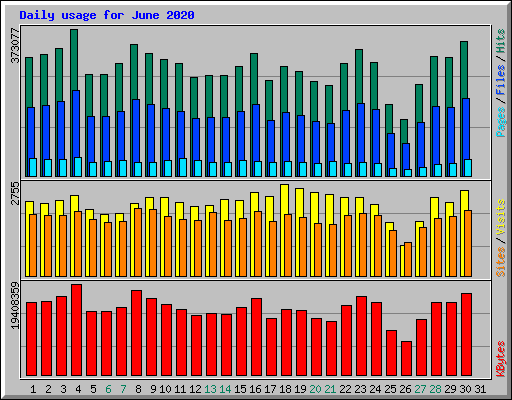 Daily usage for June 2020
373077
Pages / Files / Hits
2755
Sites / Visits
19408359
KBytes
1 2 3 4 5 6 7 8 9 10 11 12 13 14 15 16 17 18 19 20 21 22 23 24 25 26 27 28 29 30 31